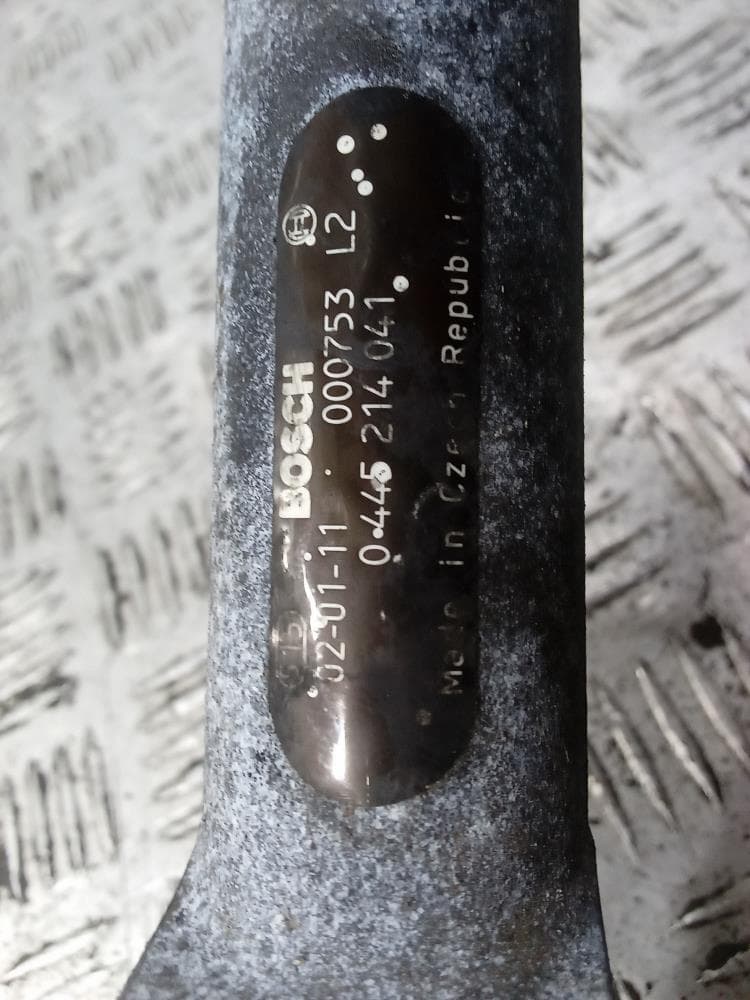 BOSCH
02-01-11 . 000753 L2
0 445 214 041
Made in Czech Republic